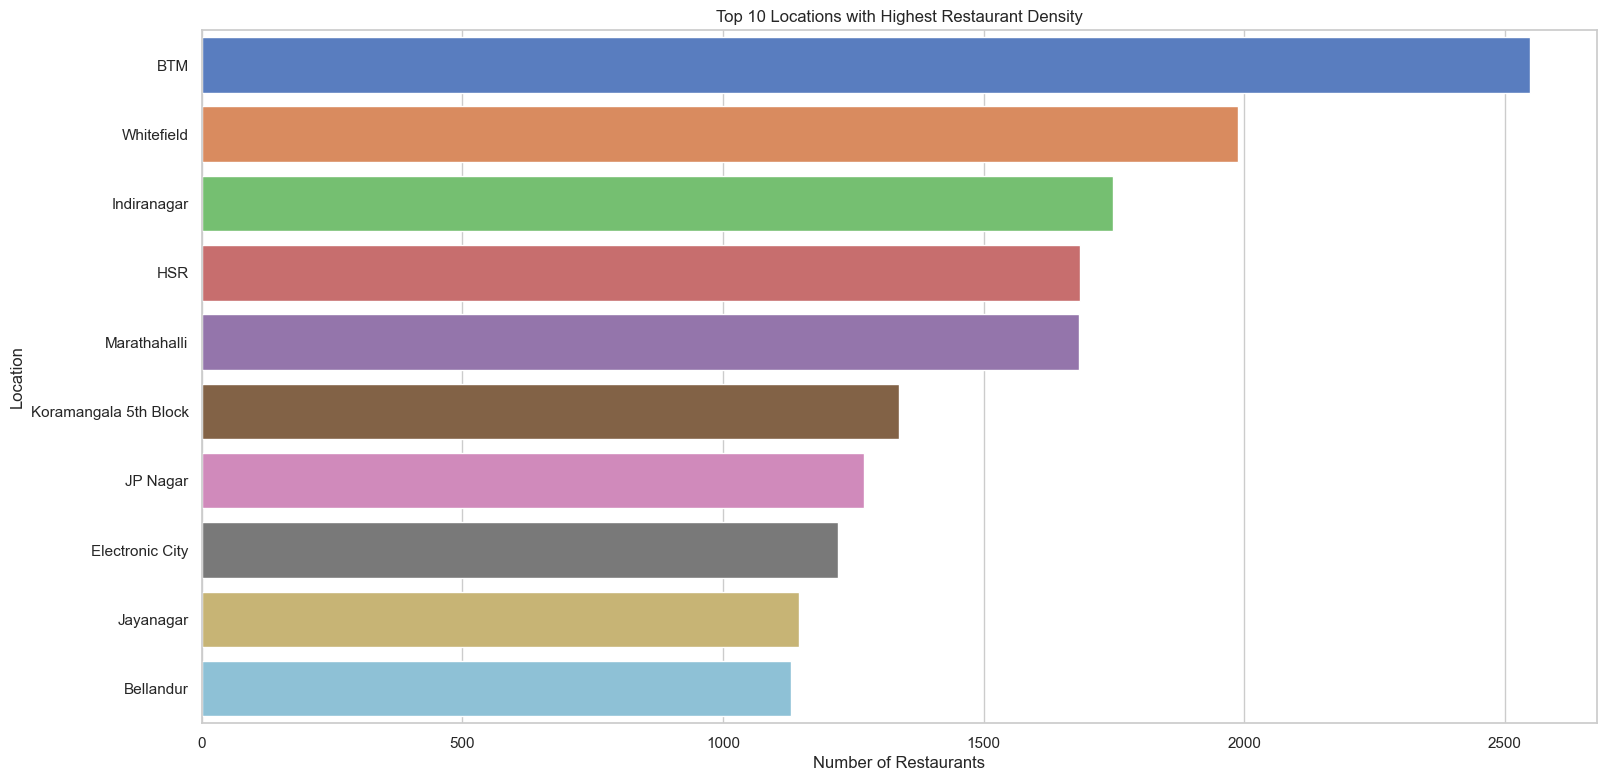 Top 10 Locations with Highest Restaurant Density
Location
BTM
Whitefield
Indiranagar
HSR
Marathahalli
Koramangala 5th Block
JP Nagar
Electronic City
Jayanagar
Bellandur
0 500 1000 1500 2000 2500
Number of Restaurants